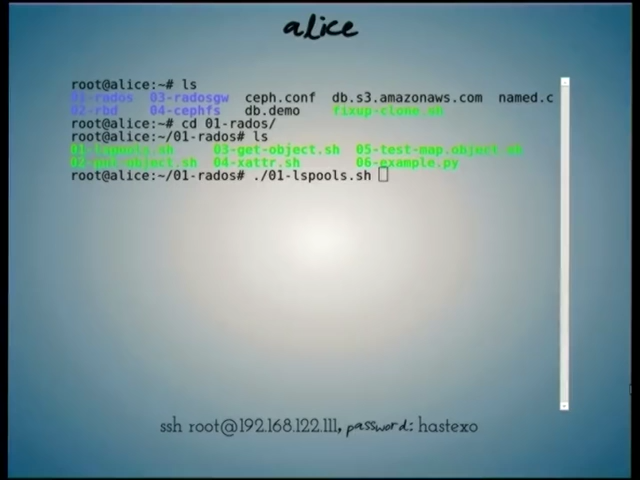 alice
root@alice:~# ls
01-rados 03-radosgw ceph.conf db.s3.amazonaws.com named.c
02-rbd 04-cephfs db.demo fixup-clone.sh
root@alice:~# cd 01-rados/
root@alice:~/01-rados# ls
01-lspools.sh 03-get-object.sh 05-test-map.object.sh
02-put-object.sh 04-xattr.sh 06-example.py
root@alice:~/01-rados# ./01-lspools.sh
ssh root@192.168.122.111, password: hastexo